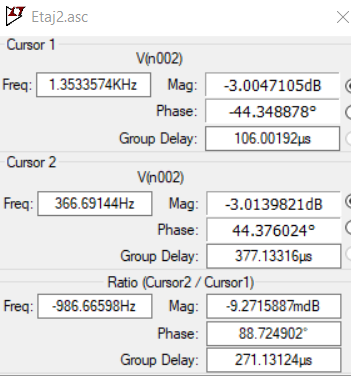 Etaj2.asc
Cursor 1
V(n002)
Freq: 1.3533574KHz Mag: -3.0047105dB
Phase: -44.348878°
Group Delay: 106.00192µs
Cursor 2
V(n002)
Freq: 366.69144Hz Mag: -3.0139821dB
Phase: 44.376024°
Group Delay: 377.13316µs
Ratio (Cursor2 / Cursor1)
Freq: -986.66598Hz Mag: -9.2715887mdB
Phase: 88.724902°
Group Delay: 271.13124µs